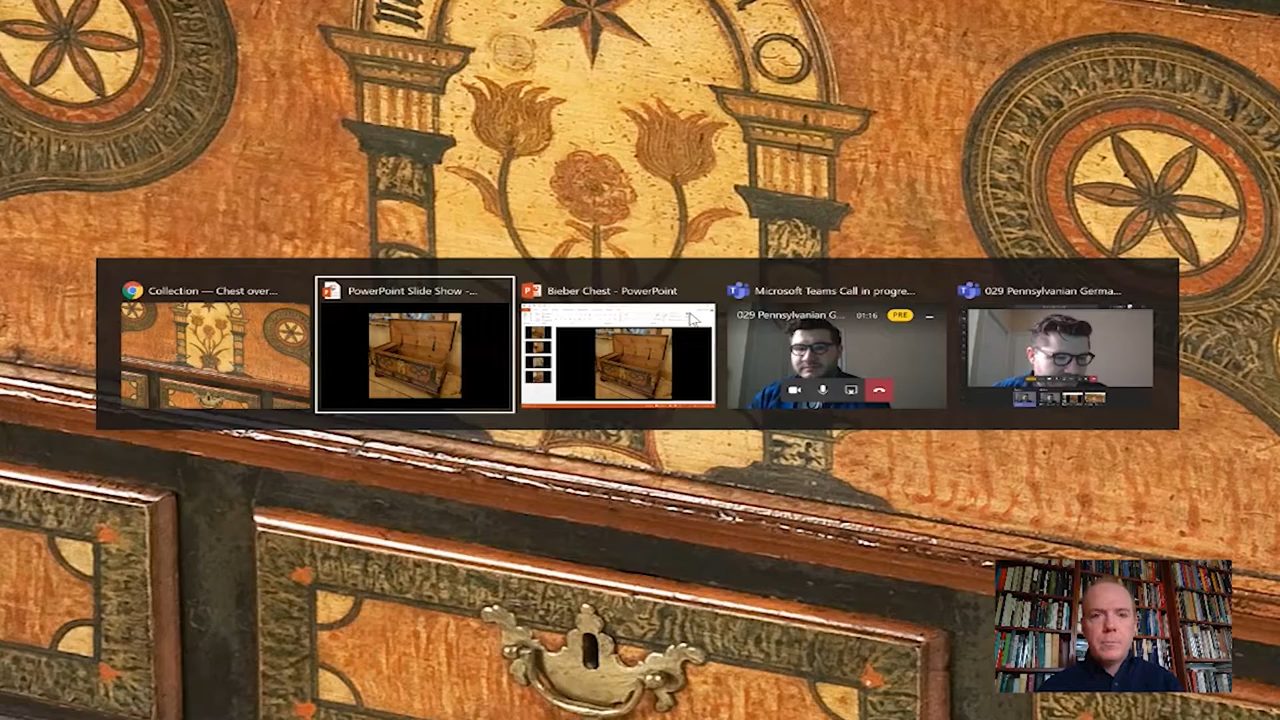 Collection — Chest over...
PowerPoint Slide Show -...
Bieber Chest - PowerPoint
Microsoft Teams Call in progre...
029 Pennsylvania Germa...
029 Pennsylvanian G...
01:16
PRE